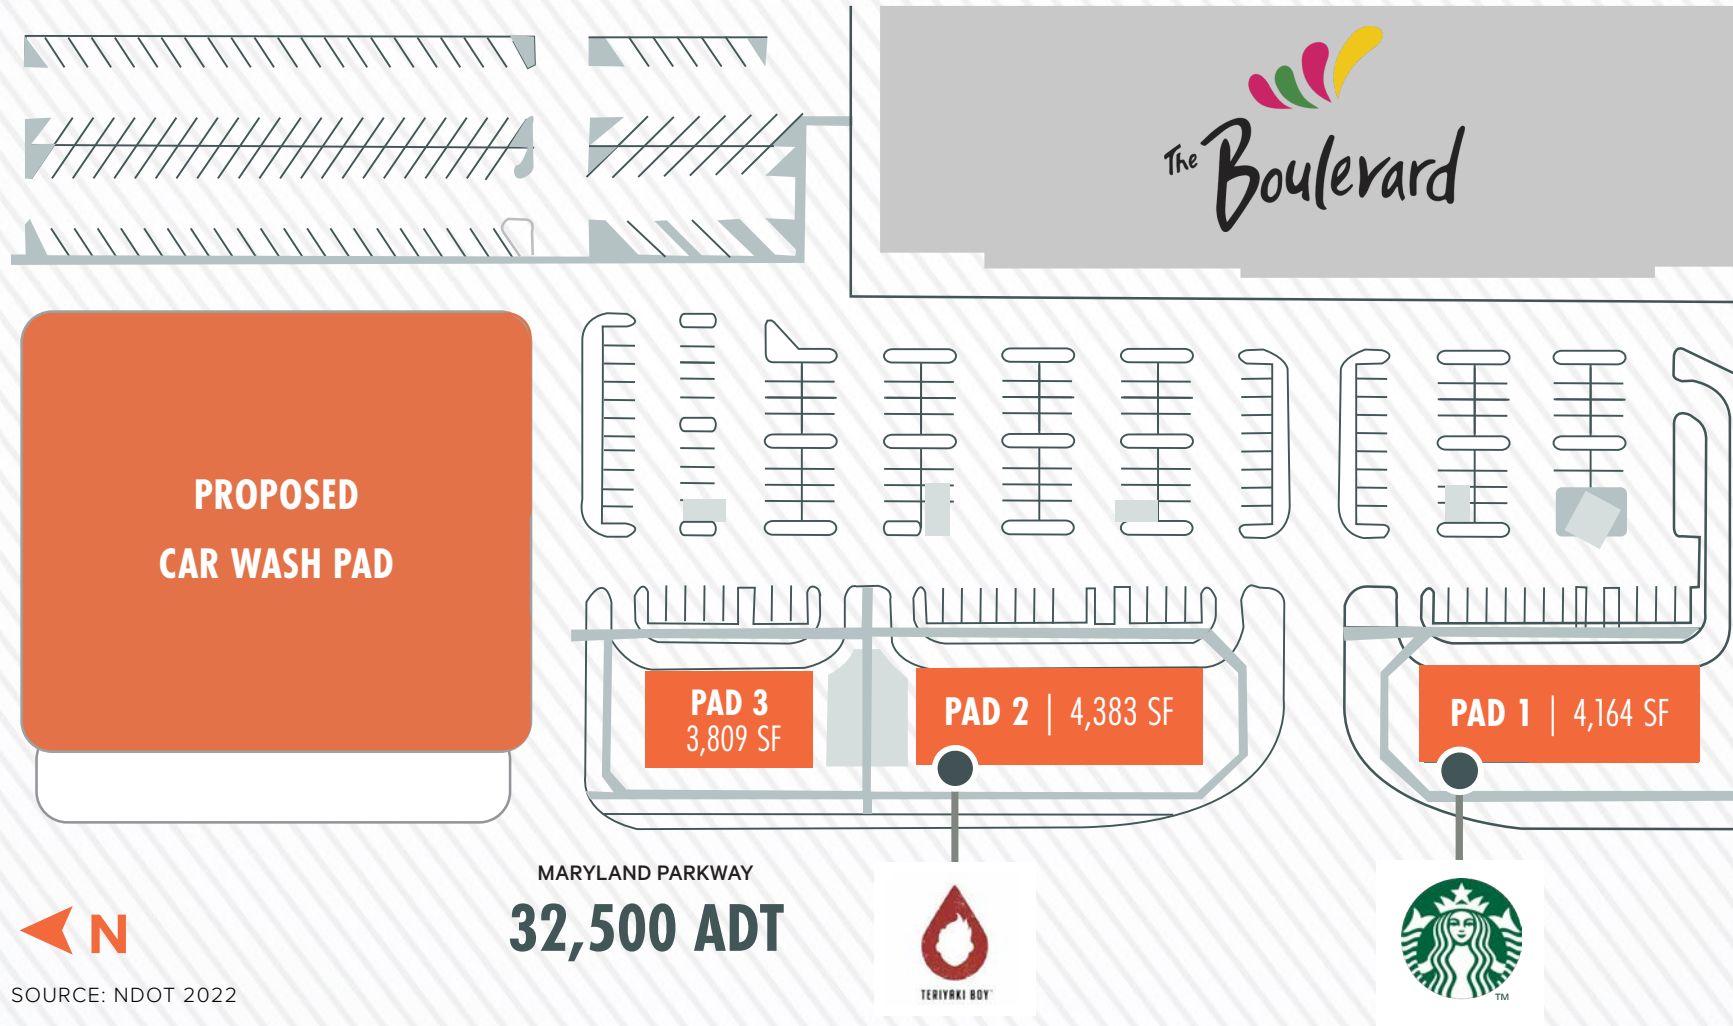 The
Boulevard
PROPOSED
CAR WASH PAD
PAD 3
3,809 SF
PAD 2 | 4,383 SF
PAD 1 | 4,164 SF
MARYLAND PARKWAY
32,500 ADT
N
SOURCE: NDOT 2022
TERIYAKI BOY
TM